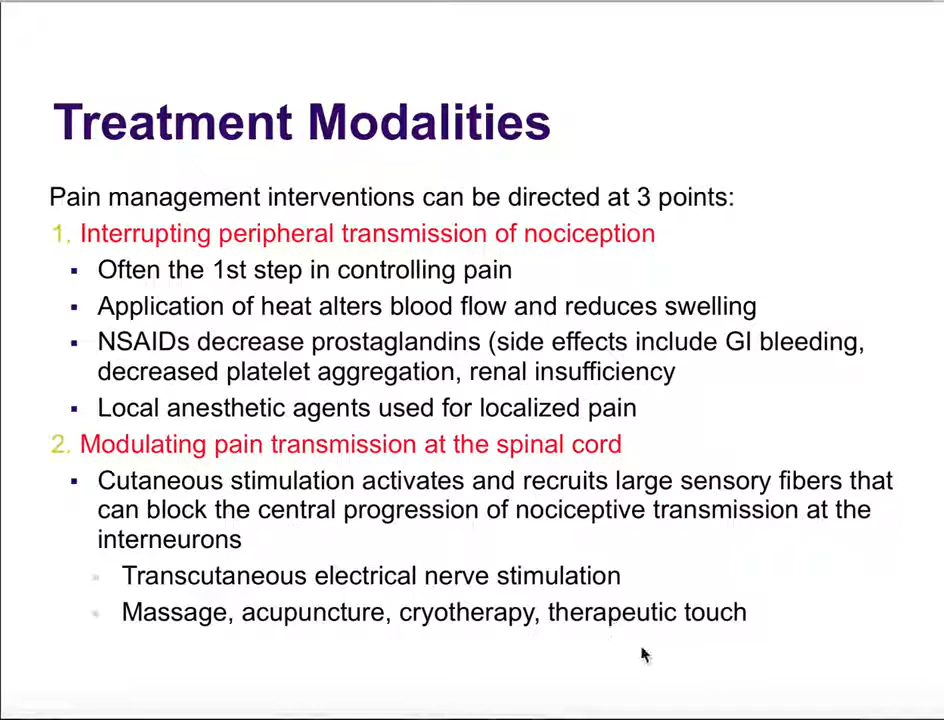 Treatment Modalities
Pain management interventions can be directed at 3 points:
1. Interrupting peripheral transmission of nociception
▪ Often the 1st step in controlling pain
▪ Application of heat alters blood flow and reduces swelling
▪ NSAIDs decrease prostaglandins (side effects include GI bleeding,
decreased platelet aggregation, renal insufficiency
▪ Local anesthetic agents used for localized pain
2. Modulating pain transmission at the spinal cord
▪ Cutaneous stimulation activates and recruits large sensory fibers that
can block the central progression of nociceptive transmission at the
interneurons
▪ Transcutaneous electrical nerve stimulation
▪ Massage, acupuncture, cryotherapy, therapeutic touch